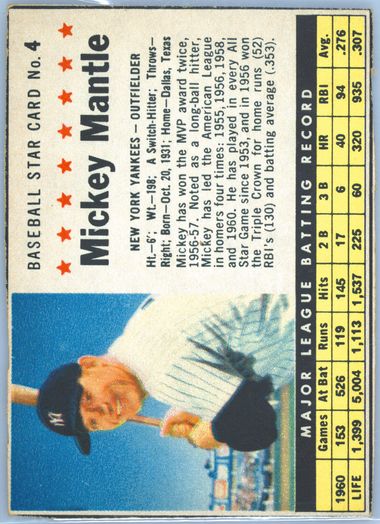 BASEBALL STAR CARD No. 4
Mickey Mantle
NEW YORK YANKEES – OUTFIELDER
Ht.—6'; Wt.—198; A Switch-Hitter; Throws—
Right; Born—Oct. 20, 1931; Home—Dallas, Texas
Mickey has won the MVP award twice,
1956-57. Noted as a long-ball hitter,
Mickey has led the American League
in homers four times: 1955, 1956, 1958,
and 1960. He has played in every All
Star Game since 1953, and in 1956 won
the Triple Crown for home runs (52)
RBI's (130) and batting average (.353).
MAJOR LEAGUE BATTING RECORD
Games At Bat Runs Hits 2 B 3 B HR RBI Avg.
1960 153 526 119 145 17 6 40 94 .276
LIFE 1,399 5,004 1,113 1,537 225 60 320 935 .307